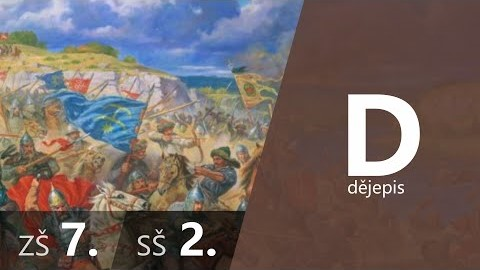 D
dějepis
ZŠ 7. SŠ 2.